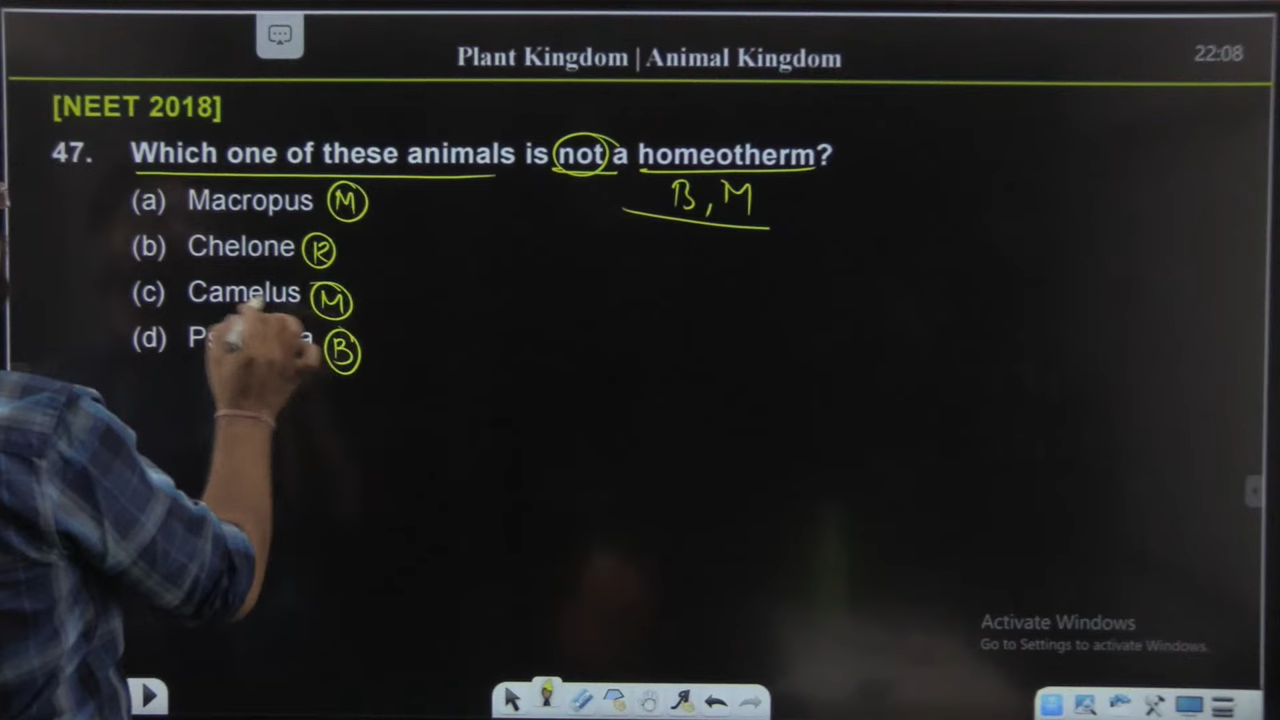 Plant Kingdom | Animal Kingdom
22:08
[NEET 2018]
47. Which one of these animals is not a homeotherm?
B, M
(a) Macropus M
(b) Chelone R
(c) Camelus M
(d) B
Activate Windows
Go to Settings to activate Windows.